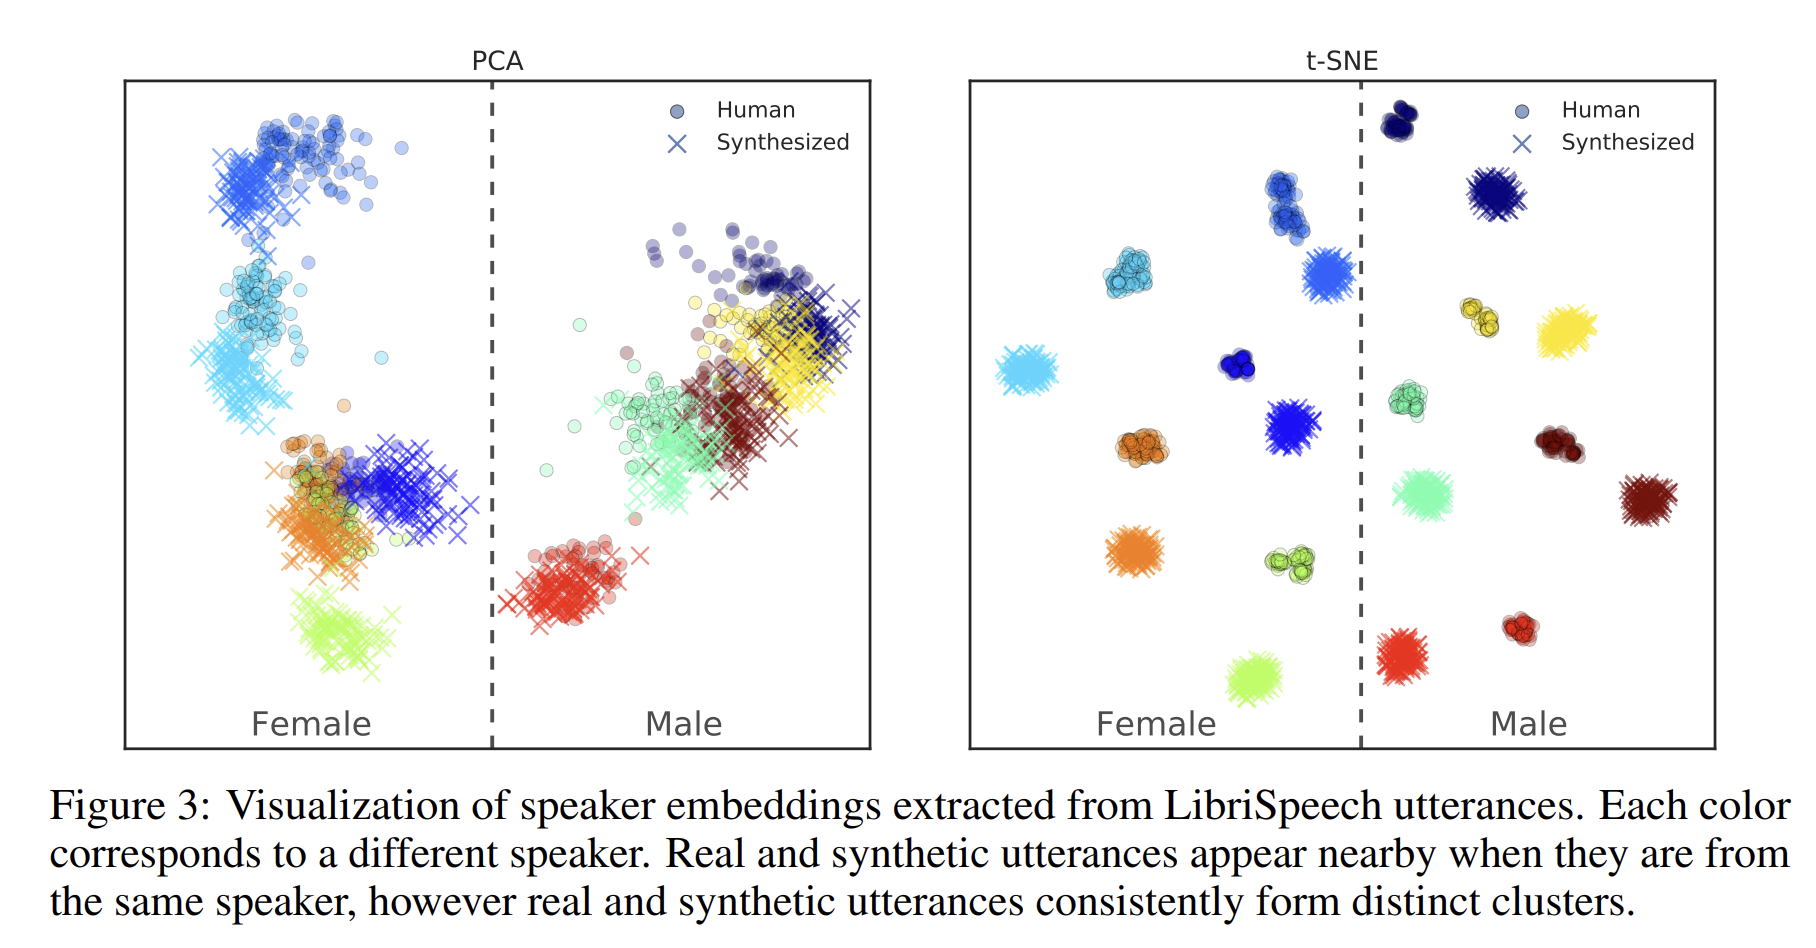 PCA
Human
Synthesized
Female
Male
t-SNE
Human
Synthesized
Female
Male
Figure 3: Visualization of speaker embeddings extracted from LibriSpeech utterances. Each color
corresponds to a different speaker. Real and synthetic utterances appear nearby when they are from
the same speaker, however real and synthetic utterances consistently form distinct clusters.